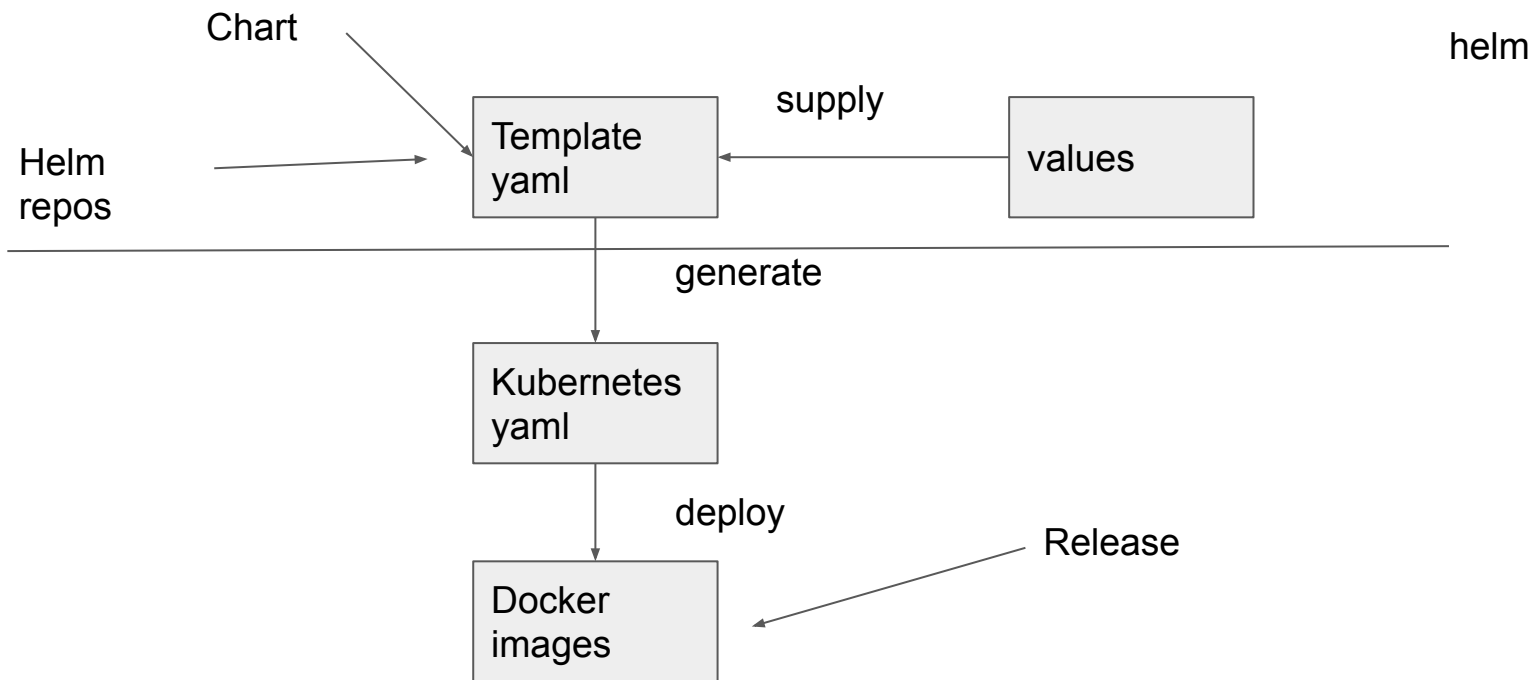 Chart
helm
supply
Template
yaml
values
Helm
repos
generate
Kubernetes
yaml
deploy
Release
Docker
images